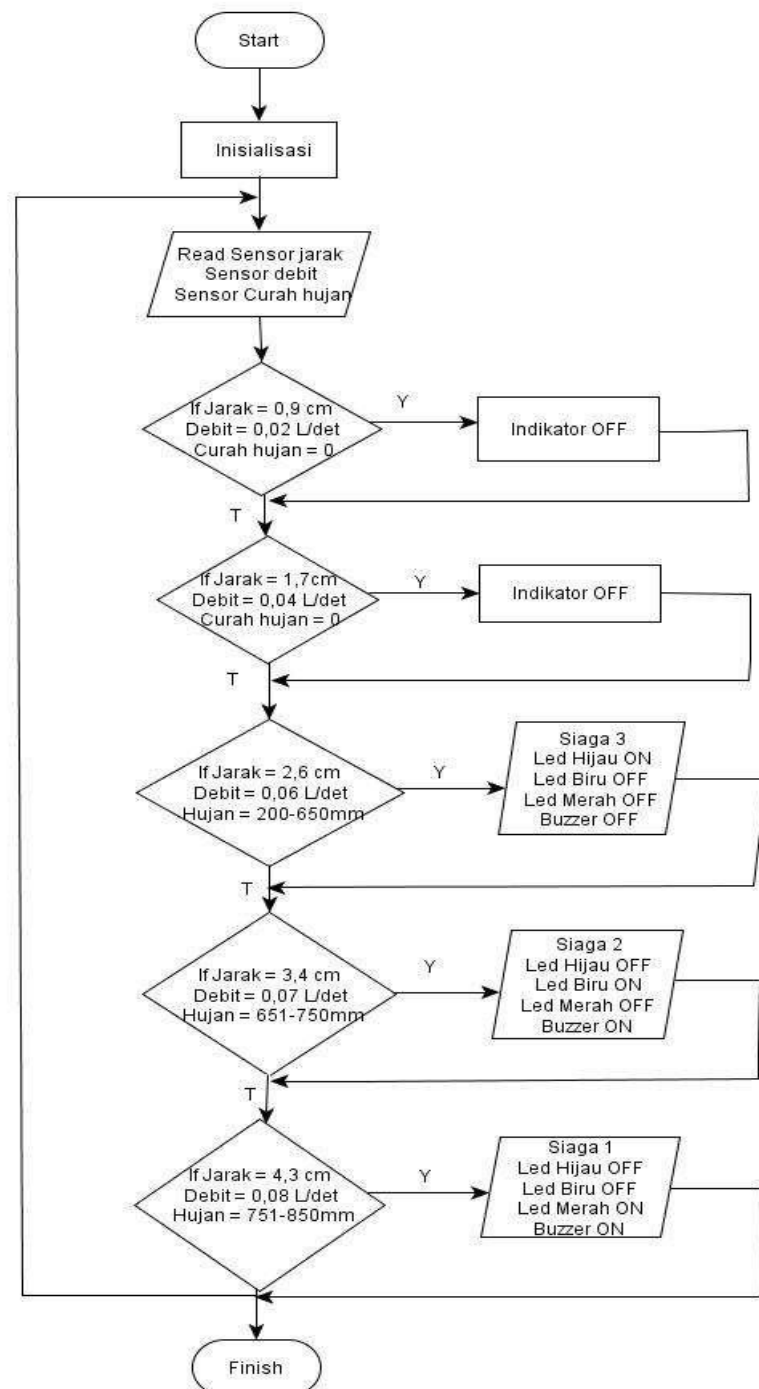 Start
Inisialisasi
Read Sensor jarak
Sensor debit
Sensor Curah hujan
If Jarak = 0,9 cm
Debit = 0,02 L/det
Curah hujan = 0
Y
Indikator OFF
T
If Jarak = 1,7cm
Debit = 0,04 L/det
Curah hujan = 0
Y
Indikator OFF
T
If Jarak = 2,6 cm
Debit = 0,06 L/det
Hujan = 200-650mm
Y
Siaga 3
Led Hijau ON
Led Biru OFF
Led Merah OFF
Buzzer OFF
T
If Jarak = 3,4 cm
Debit = 0,07 L/det
Hujan = 651-750mm
Y
Siaga 2
Led Hijau OFF
Led Biru ON
Led Merah OFF
Buzzer ON
T
If Jarak = 4,3 cm
Debit = 0,08 L/det
Hujan = 751-850mm
Y
Siaga 1
Led Hijau OFF
Led Biru OFF
Led Merah ON
Buzzer ON
Finish